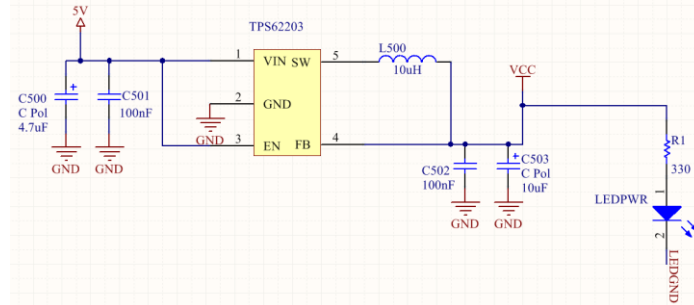 5V
TPS62203
1
VIN
SW
5
L500
10uH
VCC
C500
C Pol
4.7uF
C501
100nF
2
GND
GND
3
EN
FB
4
GND
GND
C502
100nF
C503
C Pol
10uF
GND
GND
R1
330
LEDPWR
1
2
LEDGND